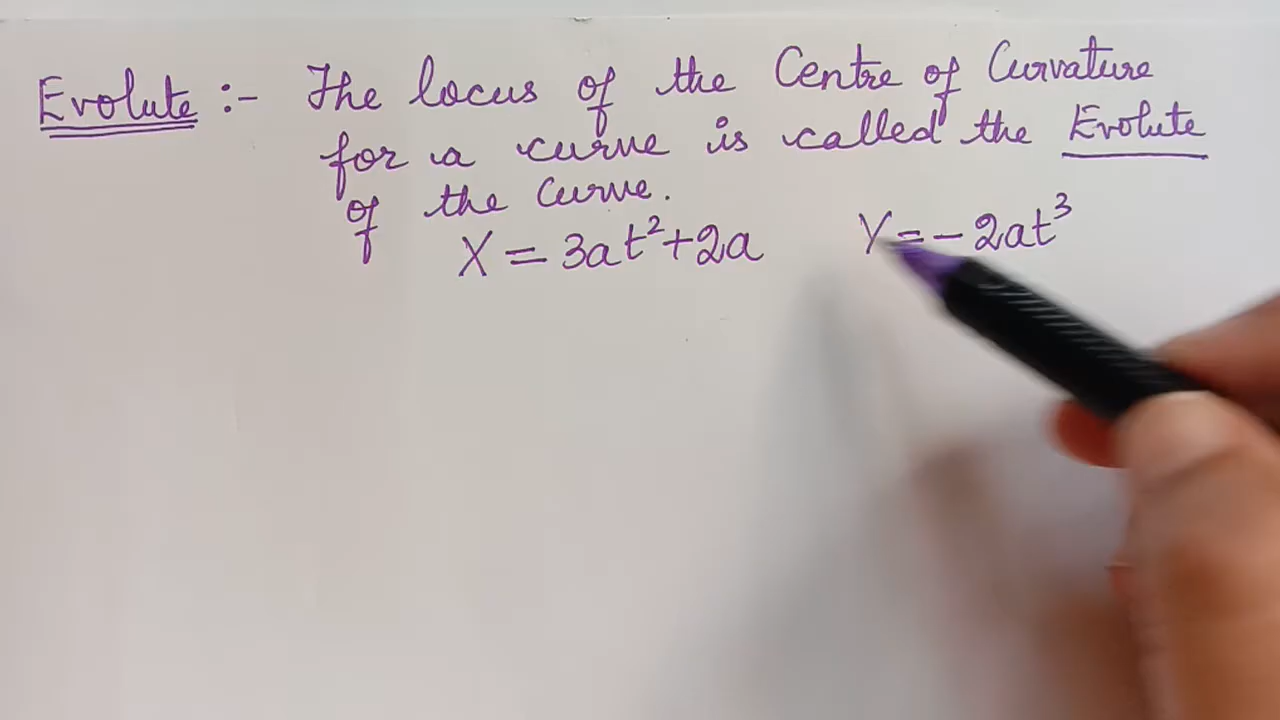 Evolute :- The locus of the Centre of Curvature
for a curve is called the Evolute
of the Curve.
X = 3at²+2a Y = -2at³